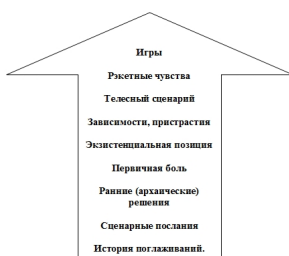 Игры
Рэкетные чувства
Телесный сценарий
Зависимости, пристрастия
Экзистенциальная позиция
Первичная боль
Ранние (архаические)
решения
Сценарные послания
История поглаживаний.